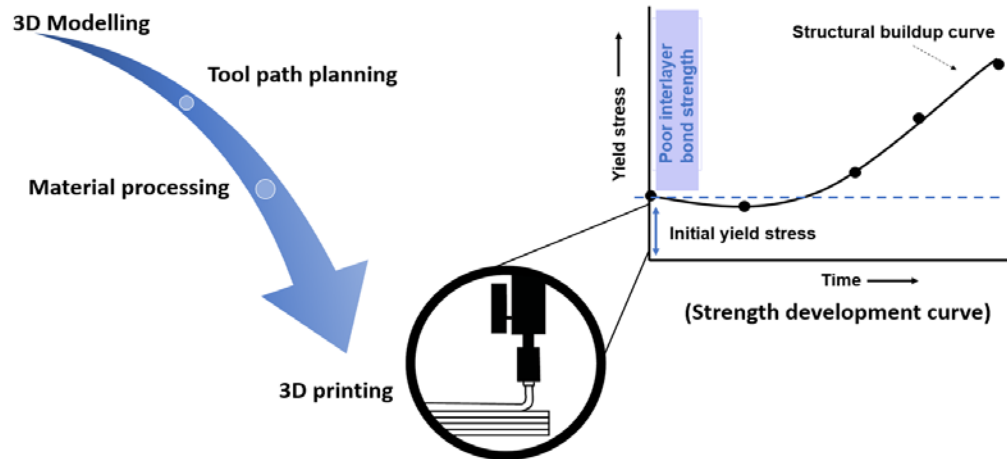 3D Modelling
Tool path planning
Material processing
3D printing
Yield stress
Poor interlayer
bond strength
Structural buildup curve
Initial yield stress
Time
(Strength development curve)